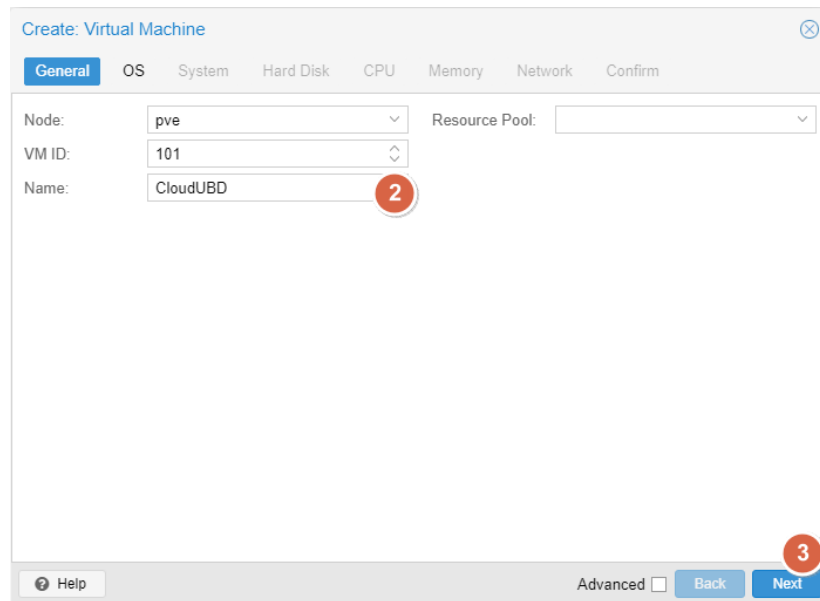 Create: Virtual Machine
General OS System Hard Disk CPU Memory Network Confirm
Node: pve Resource Pool:
VM ID: 101
Name: CloudUBD 2
3
Help Advanced Back Next